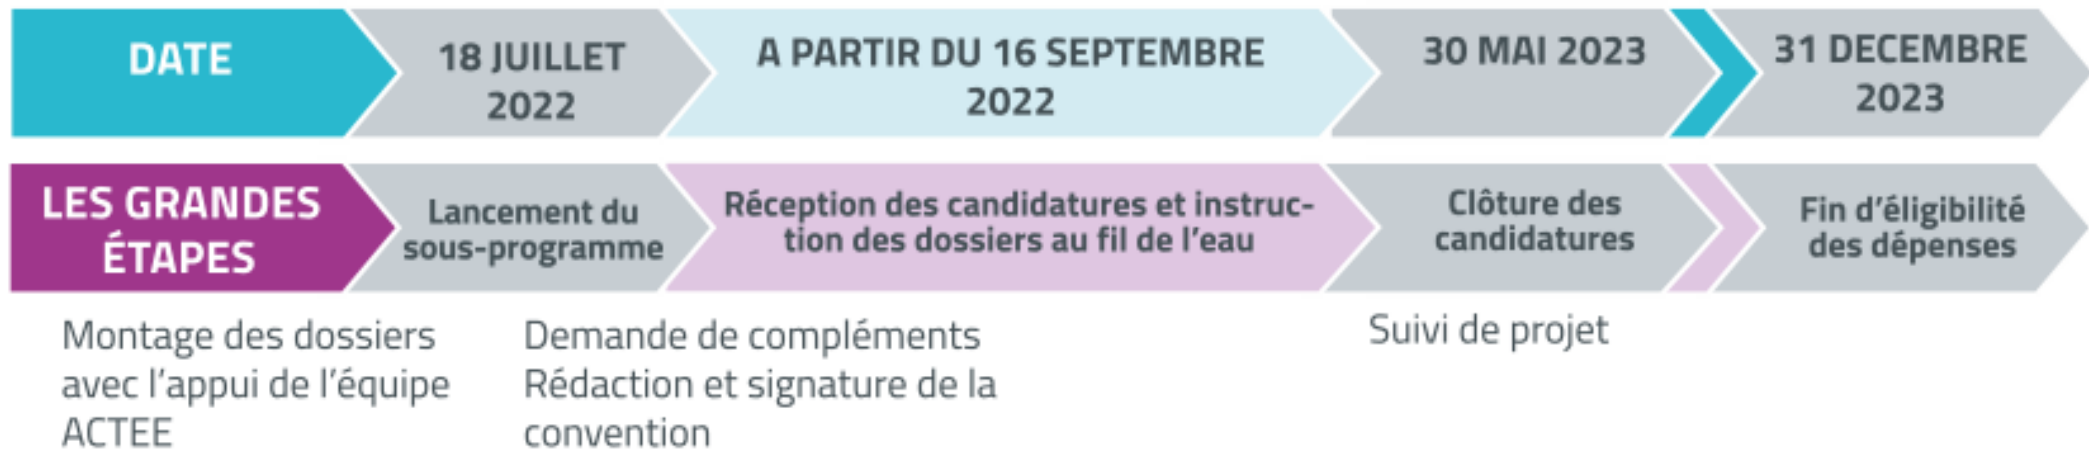 DATE
18 JUILLET
2022
A PARTIR DU 16 SEPTEMBRE
2022
30 MAI 2023
31 DECEMBRE
2023
LES GRANDES
ÉTAPES
Lancement du
sous-programme
Réception des candidatures et instruc-
tion des dossiers au fil de l'eau
Clôture des
candidatures
Fin d'éligibilité
des dépenses
Montage des dossiers
avec l'appui de l'équipe
ACTEE
Demande de compléments
Rédaction et signature de la
convention
Suivi de projet